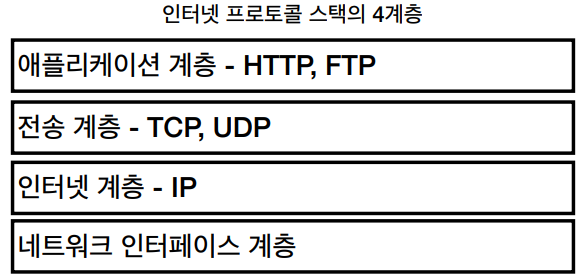 인터넷 프로토콜 스택의 4계층
애플리케이션 계층 - HTTP, FTP
전송 계층 - TCP, UDP
인터넷 계층 - IP
네트워크 인터페이스 계층